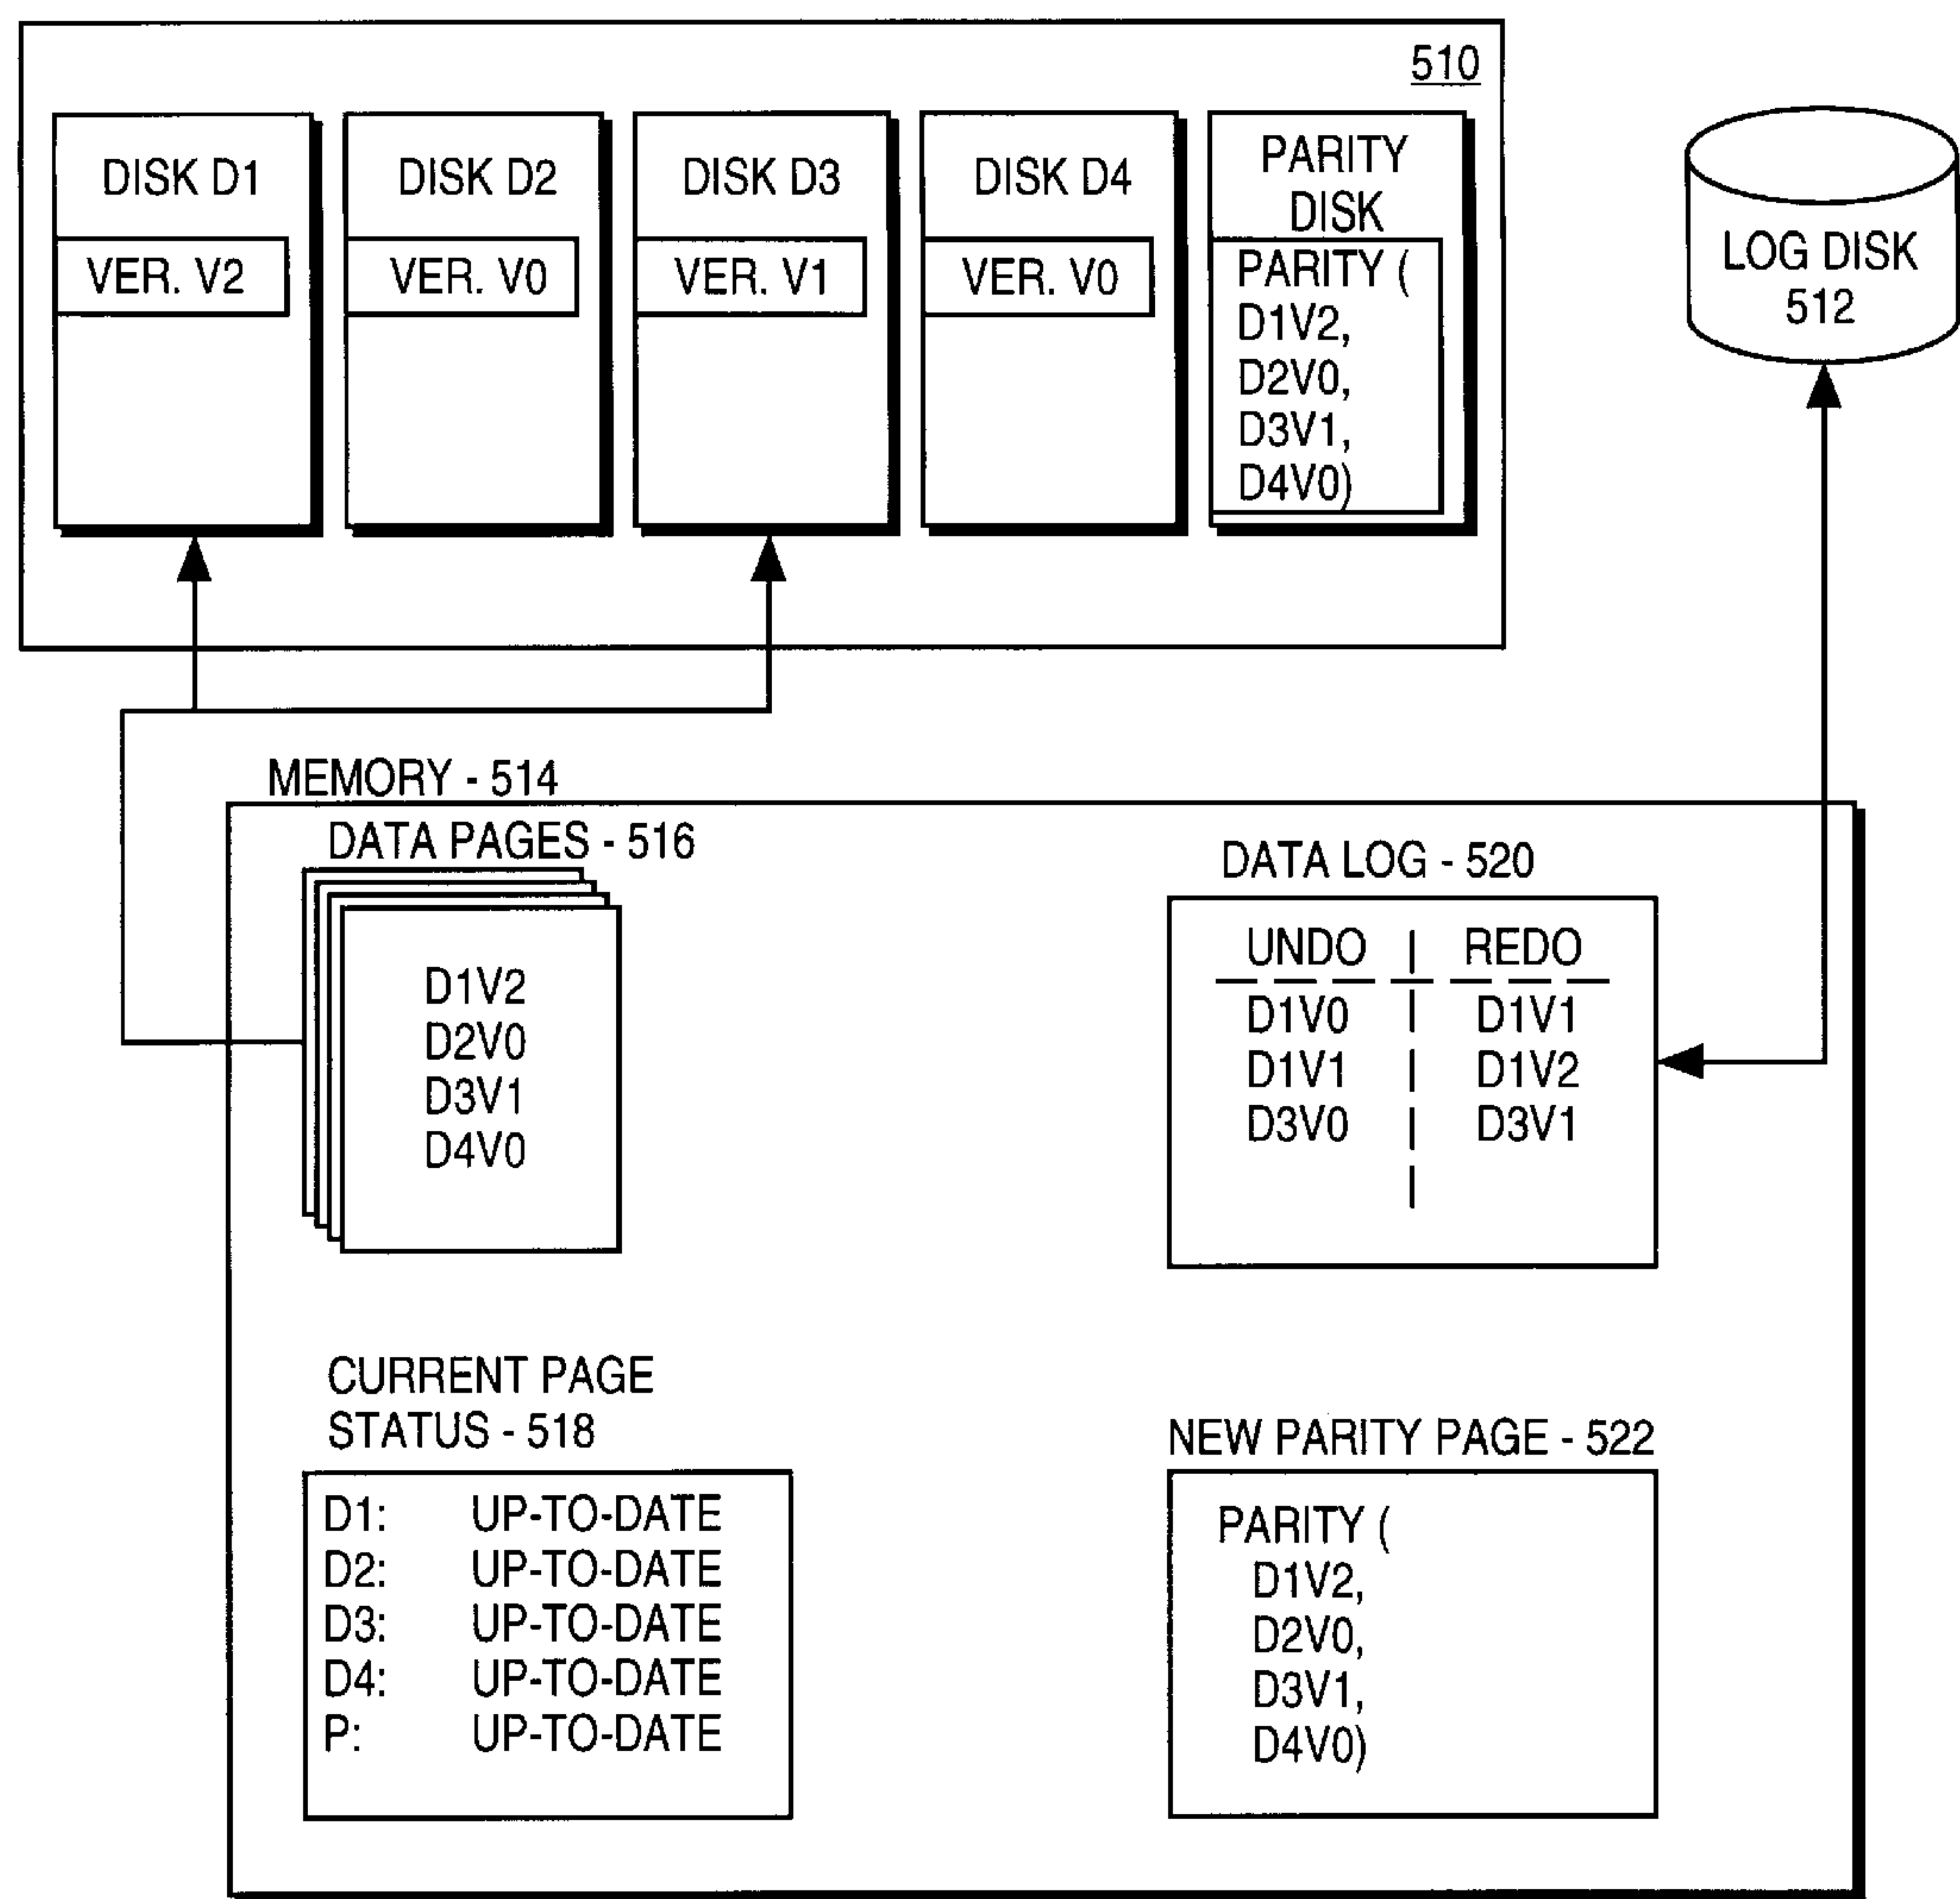 510
DISK D1
VER. V2
DISK D2
VER. V0
DISK D3
VER. V1
DISK D4
VER. V0
PARITY
DISK
PARITY (
D1V2,
D2V0,
D3V1,
D4V0)
LOG DISK
512
MEMORY - 514
DATA PAGES - 516
D1V2
D2V0
D3V1
D4V0
DATA LOG - 520
UNDO | REDO
D1V0 | D1V1
D1V1 | D1V2
D3V0 | D3V1
CURRENT PAGE
STATUS - 518
D1: UP-TO-DATE
D2: UP-TO-DATE
D3: UP-TO-DATE
D4: UP-TO-DATE
P: UP-TO-DATE
NEW PARITY PAGE - 522
PARITY (
D1V2,
D2V0,
D3V1,
D4V0)